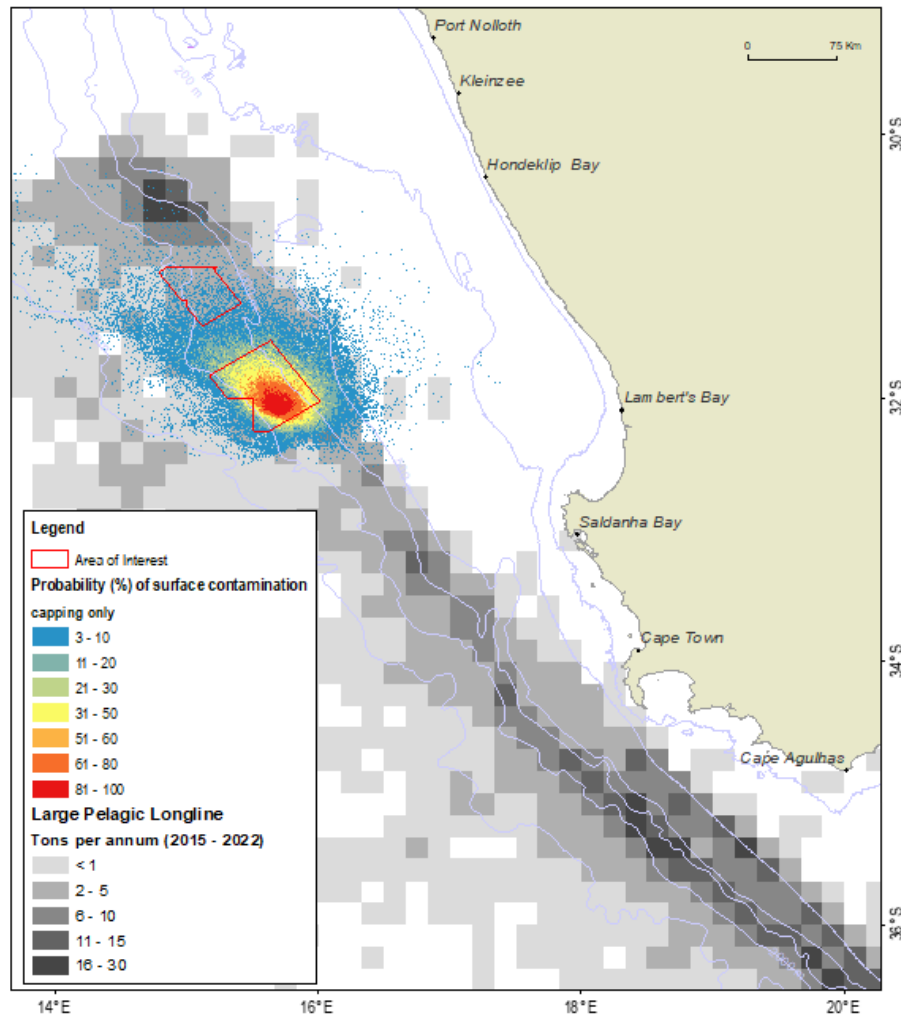 Port Nolloth
0 75 Km
Kleinzee
200 m
30°S
Hondeklip Bay
32°S
Lambert's Bay
Saldanha Bay
Legend
Area of Interest
Probability (%) of surface contamination
capping only
3 - 10
11 - 20
21 - 30
31 - 50
51 - 60
61 - 80
81 - 100
Large Pelagic Longline
Tons per annum (2015 - 2022)
< 1
2 - 5
6 - 10
11 - 15
16 - 30
Cape Town
34°S
Cape Agulhas
36°S
14°E
16°E
18°E
20°E